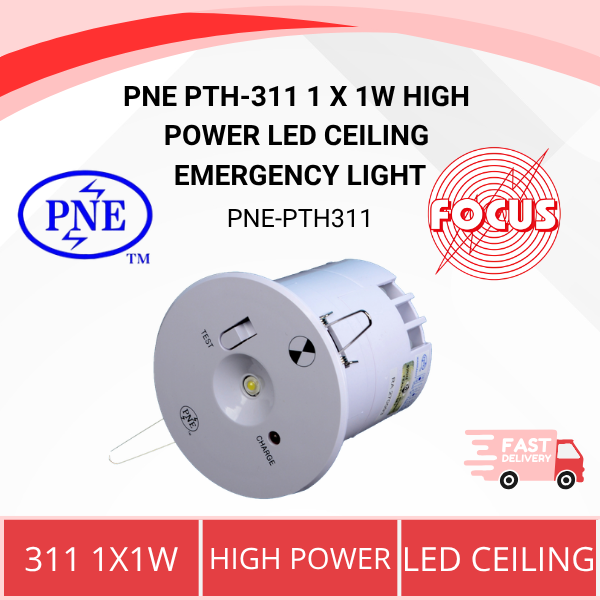 PNE PTH-311 1 X 1W HIGH
POWER LED CEILING
EMERGENCY LIGHT
PNE-PTH311
PNE
TM
FOCUS
TEST
PNE
CHARGE
FAST
DELIVERY
311 1X1W
HIGH POWER
LED CEILING